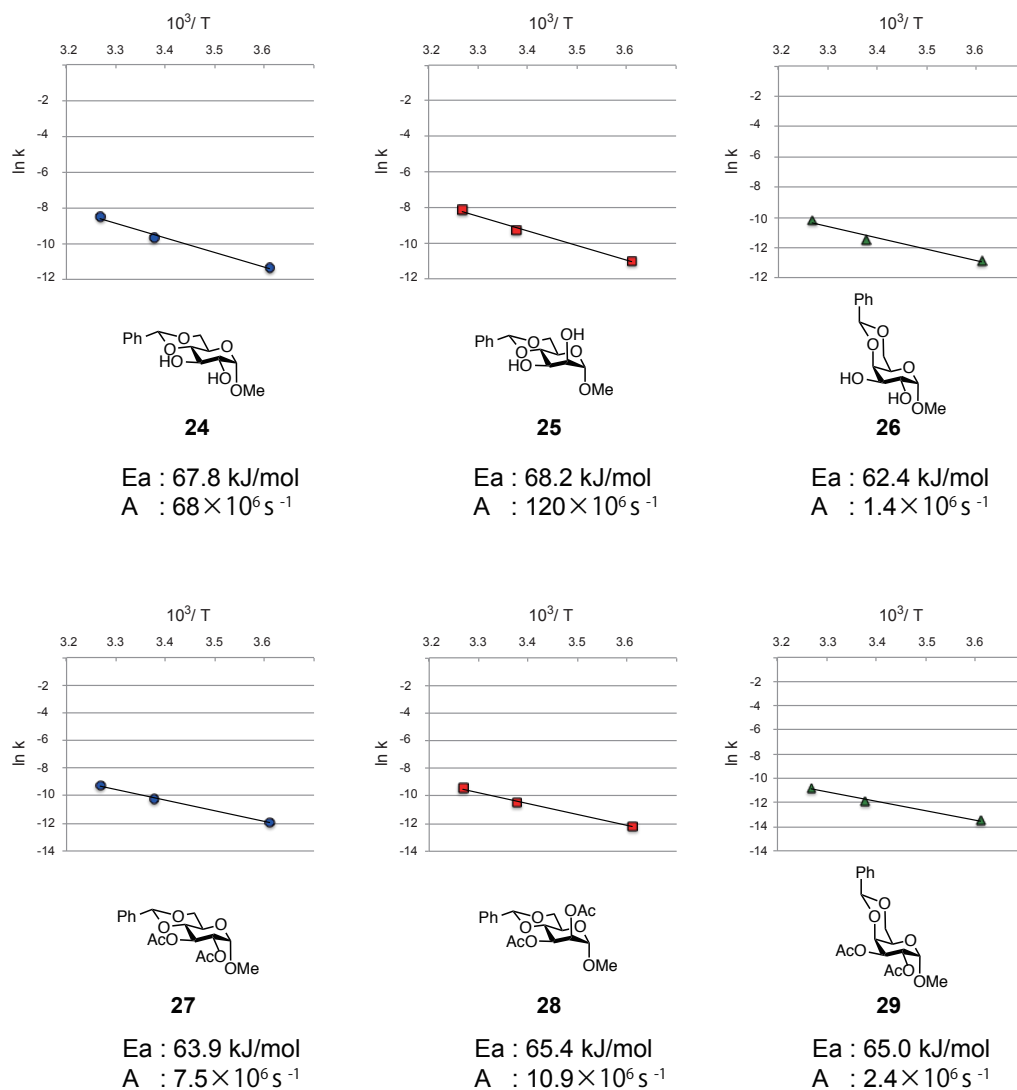 10³/ T
3.2 3.3 3.4 3.5 3.6
-2
-4
-6
-8
-10
-12
ln k
Ph
O
O
O
HO
HO
OMe
24
Ea : 67.8 kJ/mol
A : 68×10⁶ s⁻¹
10³/ T
3.2 3.3 3.4 3.5 3.6
-2
-4
-6
-8
-10
-12
ln k
Ph
O
O
OH
O
HO
OMe
25
Ea : 68.2 kJ/mol
A : 120×10⁶ s⁻¹
10³/ T
3.2 3.3 3.4 3.5 3.6
-2
-4
-6
-8
-10
-12
ln k
Ph
O
O
O
HO
HO
OMe
26
Ea : 62.4 kJ/mol
A : 1.4×10⁶ s⁻¹
10³/ T
3.2 3.3 3.4 3.5 3.6
-2
-4
-6
-8
-10
-12
-14
ln k
Ph
O
O
O
AcO
AcO
OMe
27
Ea : 63.9 kJ/mol
A : 7.5×10⁶ s⁻¹
10³/ T
3.2 3.3 3.4 3.5 3.6
-2
-4
-6
-8
-10
-12
-14
ln k
Ph
O
O
OAc
O
AcO
OMe
28
Ea : 65.4 kJ/mol
A : 10.9×10⁶ s⁻¹
10³/ T
3.2 3.3 3.4 3.5 3.6
-2
-4
-6
-8
-10
-12
-14
ln k
Ph
O
O
O
AcO
AcO
OMe
29
Ea : 65.0 kJ/mol
A : 2.4×10⁶ s⁻¹